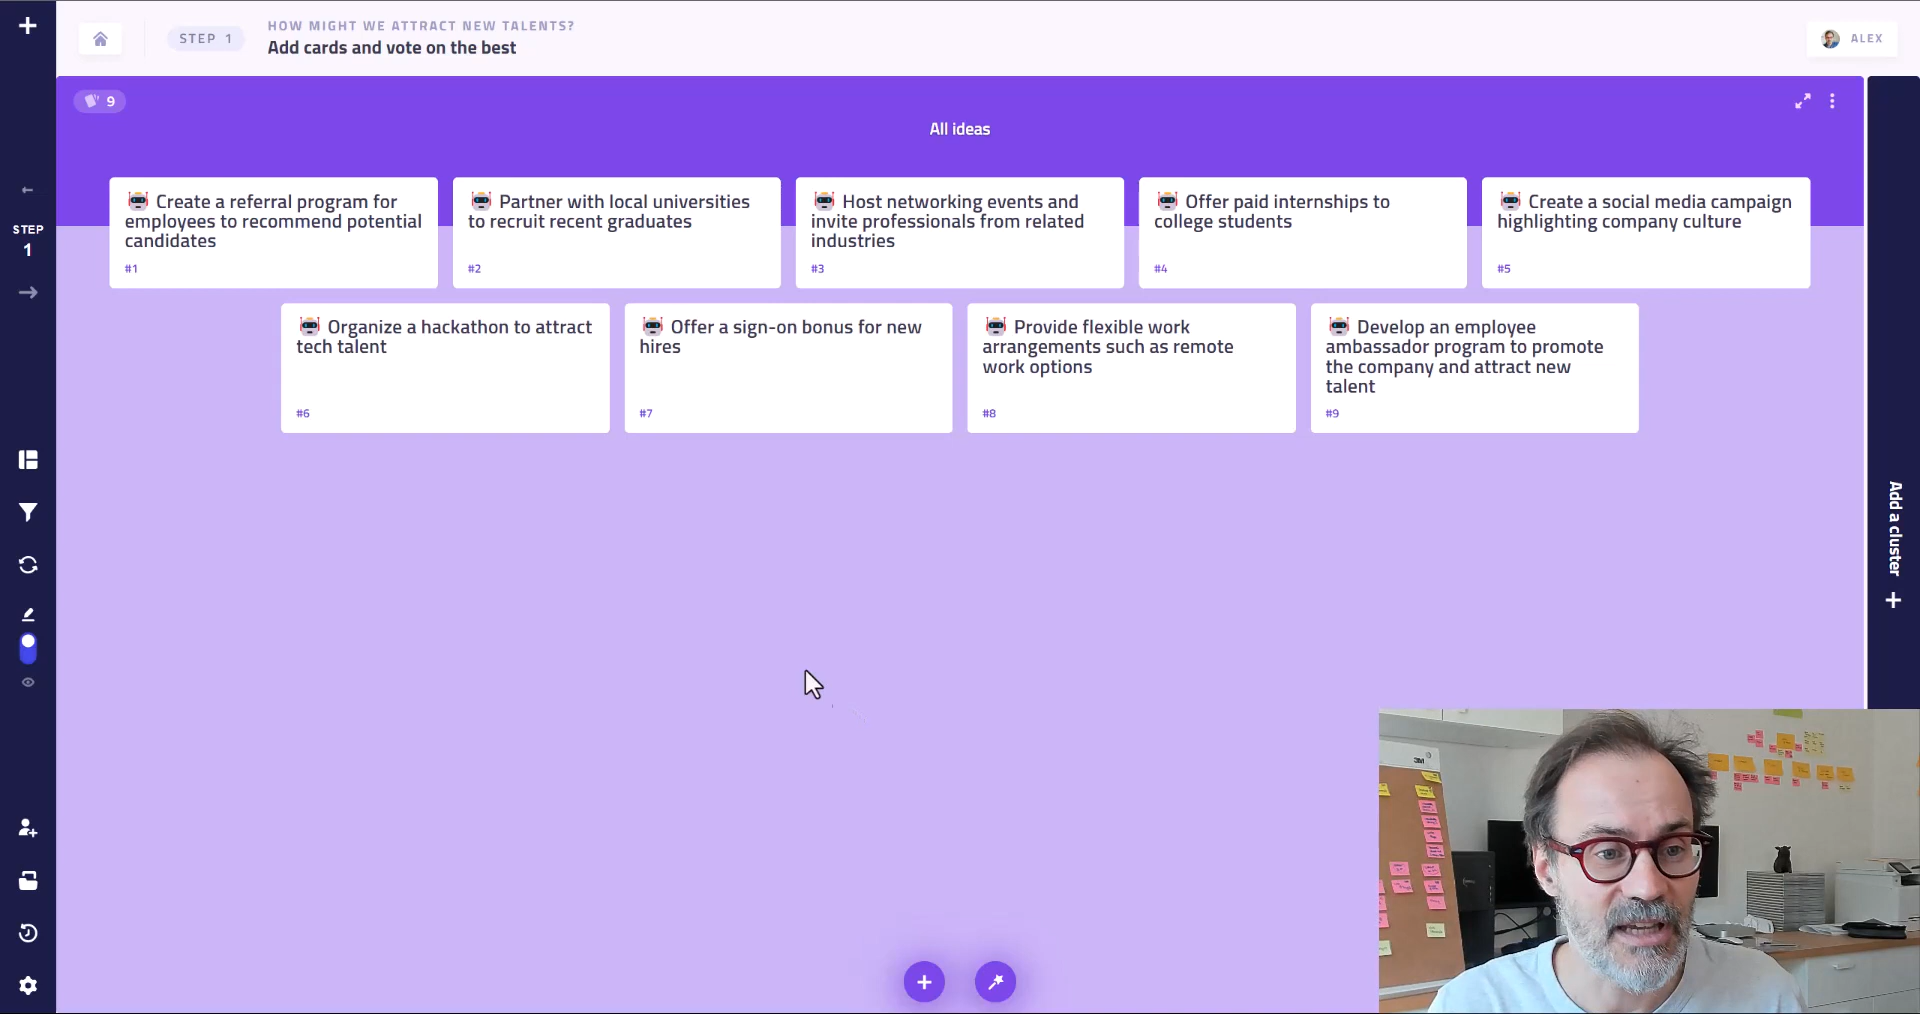 HOW MIGHT WE ATTRACT NEW TALENTS?
STEP 1
Add cards and vote on the best
ALEX
9
All ideas
Create a referral program for
employees to recommend potential
candidates
#1
Partner with local universities
to recruit recent graduates
#2
Host networking events and
invite professionals from related
industries
#3
Offer paid internships to
college students
#4
Create a social media campaign
highlighting company culture
#5
STEP
1
Organize a hackathon to attract
tech talent
#6
Offer a sign-on bonus for new
hires
#7
Provide flexible work
arrangements such as remote
work options
#8
Develop an employee
ambassador program to promote
the company and attract new
talent
#9
Add a cluster
3M